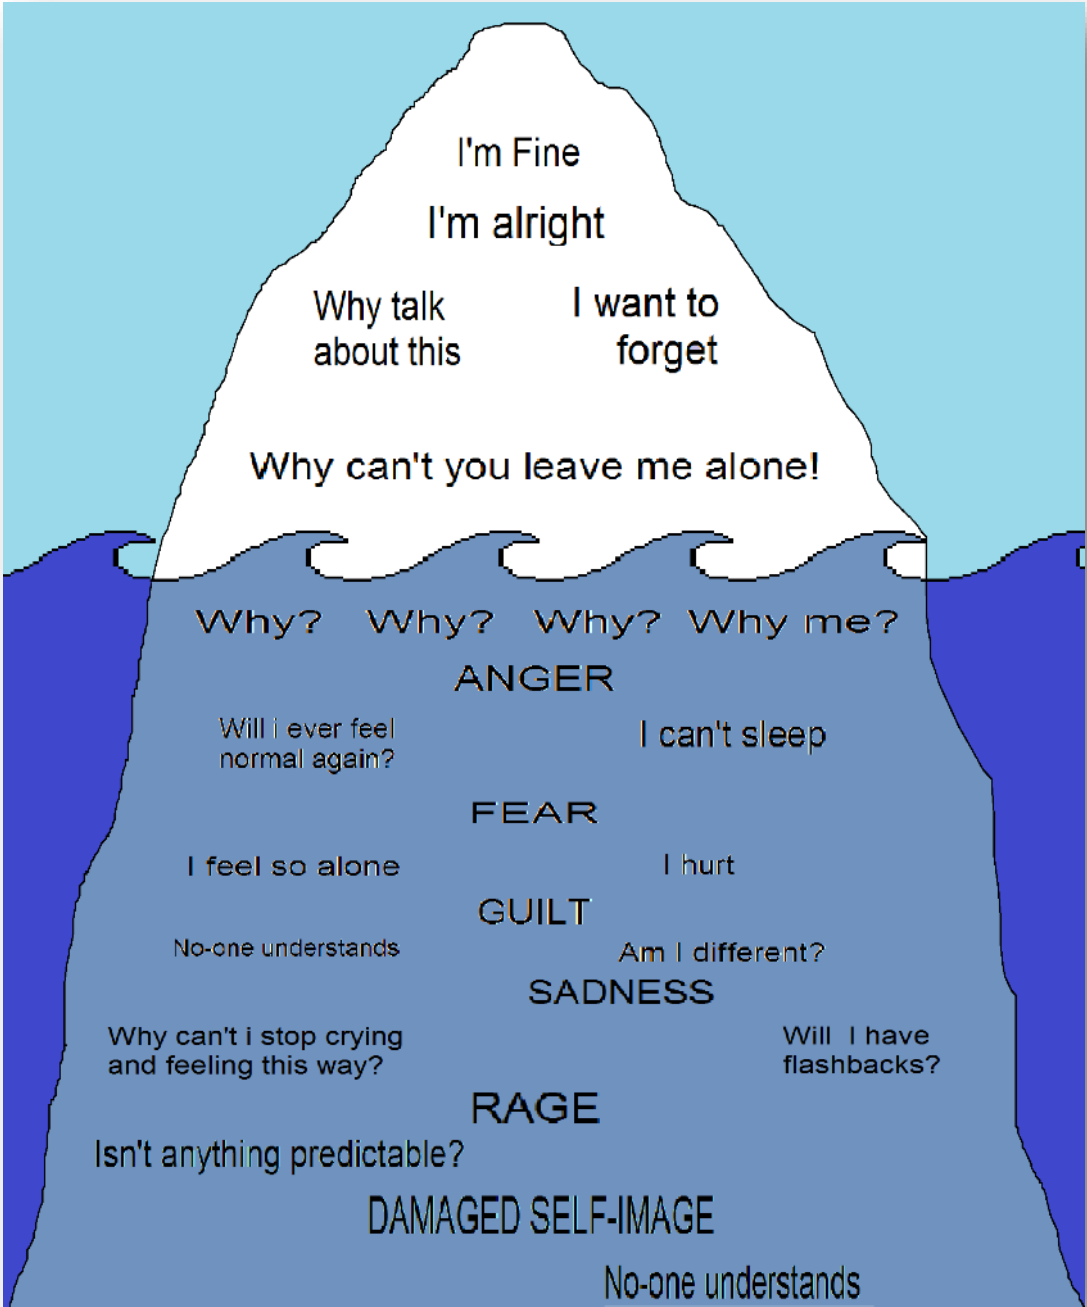 I'm Fine
I'm alright
Why talk
about this
I want to
forget
Why can't you leave me alone!
Why? Why? Why? Why me?
ANGER
Will i ever feel
normal again?
I can't sleep
FEAR
I feel so alone
I hurt
GUILT
No-one understands
Am I different?
SADNESS
Why can't i stop crying
and feeling this way?
Will I have
flashbacks?
RAGE
Isn't anything predictable?
DAMAGED SELF-IMAGE
No-one understands